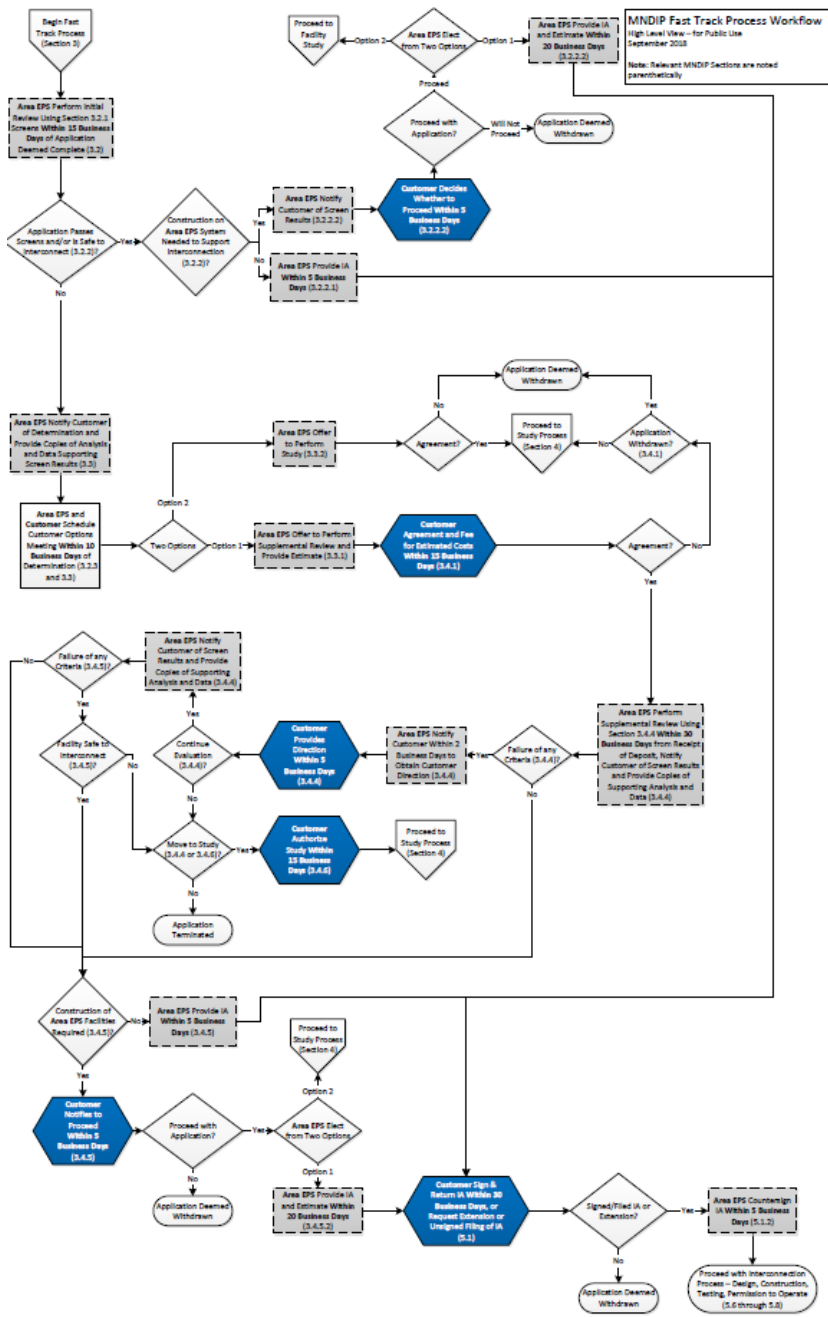 MNDIP Fast Track Process Workflow
High Level View – for Public Use
September 2018
Note: Relevant MNDIP Sections are noted
parenthetically
Begin Fast
Track Process
(Section 3)
Area EPS Perform Initial
Review Using Section 3.2.1
Screens Within 15 Business
Days of Application
Deemed Complete (3.2)
Application Passes
Screens and/or is Safe to
Interconnect (3.2.2)?
Yes
No
Construction on
Area EPS System
Needed to Support
Interconnection
(3.2.2)?
Yes
No
Area EPS Notify
Customer of Screen
Results (3.2.2.2)
Area EPS Provide IA
Within 5 Business
Days (3.2.2.1)
Customer Decides
Whether to
Proceed Within 5
Business Days
(3.2.2.2)
Proceed with
Application?
Will Not
Proceed
Application Deemed
Withdrawn
Proceed
Area EPS Elect
from Two Options
Option 2
Proceed to
Facility
Study
Option 1
Area EPS Provide IA
and Estimate Within
20 Business Days
(3.2.2.2)
Area EPS Notify Customer
of Determination and
Provide Copies of Analysis
and Data Supporting
Screen Results (3.3)
Area EPS and
Customer Schedule
Customer Options
Meeting Within 10
Business Days of
Determination (3.2.3
and 3.3)
Two Options
Option 2
Option 1
Area EPS Offer
to Perform
Study (3.3.2)
Agreement?
No
Yes
Application Deemed
Withdrawn
Proceed to
Study Process
(Section 4)
Yes
No
Application
Withdrawn?
(3.4.1)
Area EPS Offer to Perform
Supplemental Review and
Provide Estimate (3.3.1)
Customer
Agreement and Fee
for Estimated Costs
Within 15 Business
Days (3.4.1)
Agreement?
No
Yes
Area EPS Perform
Supplemental Review Using
Section 3.4.4 Within 30
Business Days from Receipt
of Deposit, Notify
Customer of Screen Results
and Provide Copies of
Supporting Analysis and
Data (3.4.4)
Failure of any
Criteria (3.4.4)?
Yes
No
Area EPS Notify
Customer Within 2
Business Days to
Obtain Customer
Direction (3.4.4)
Customer
Provides
Direction
Within 5
Business Days
(3.4.4)
Continue
Evaluation
(3.4.4)?
Yes
No
Area EPS Notify
Customer of Screen
Results and Provide
Copies of Supporting
Analysis and Data (3.4.4)
Failure of any
Criteria (3.4.5)?
No
Yes
Facility Safe to
Interconnect
(3.4.5)?
No
Yes
Move to Study
(3.4.4 or 3.4.6)?
Yes
No
Application
Terminated
Customer
Authorize
Study Within
15 Business
Days (3.4.6)
Proceed to
Study Process
(Section 4)
Construction of
Area EPS Facilities
Required (3.4.5)?
No
Yes
Area EPS Provide IA
Within 5 Business
Days (3.4.5)
Customer
Notifies to
Proceed
Within 5
Business Days
(3.4.5)
Proceed with
Application?
Yes
No
Application Deemed
Withdrawn
Area EPS Elect
from Two Options
Option 2
Proceed to
Study Process
(Section 4)
Option 1
Area EPS Provide IA
and Estimate Within
20 Business Days
(3.4.5.2)
Customer Sign &
Return IA Within 30
Business Days, or
Request Extension or
Unsigned Filing of IA
(5.1)
Signed/Filed IA or
Extension?
Yes
No
Application Deemed
Withdrawn
Area EPS Countersign
IA Within 5 Business
Days (5.1.2)
Proceed with Interconnection
Process – Design, Construction,
Testing, Permission to Operate
(5.6 through 5.8)